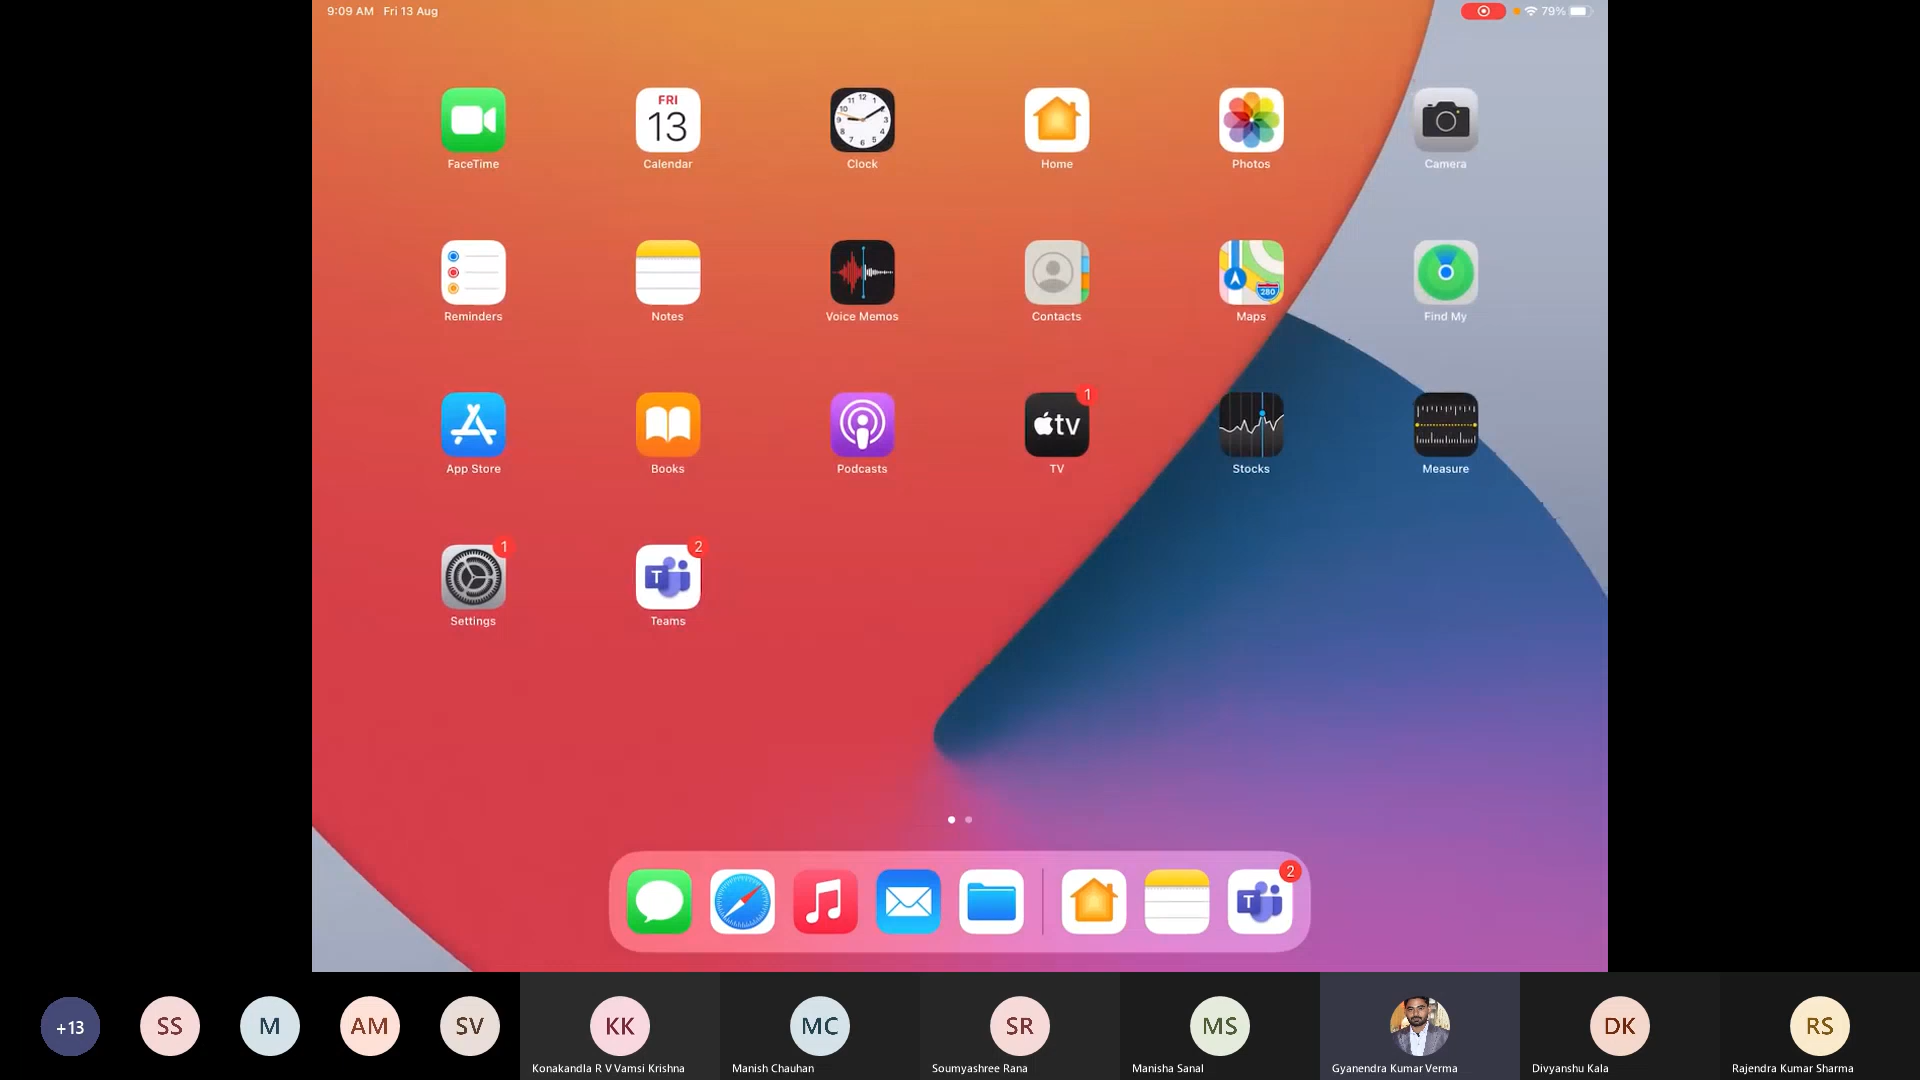 9:09 AM Fri 13 Aug
79%
FRI
13
FaceTime
Calendar
Clock
Home
Photos
Camera
280
Reminders
Notes
Voice Memos
Contacts
Maps
Find My
1
tv
App Store
Books
Podcasts
TV
Stocks
Measure
1
2
T
Settings
Teams
2
T
+13
SS
M
AM
SV
KK
MC
SR
MS
DK
RS
Konakandla R V Vamsi Krishna
Manish Chauhan
Soumyashree Rana
Manisha Sanal
Gyanendra Kumar Verma
Divyanshu Kala
Rajendra Kumar Sharma